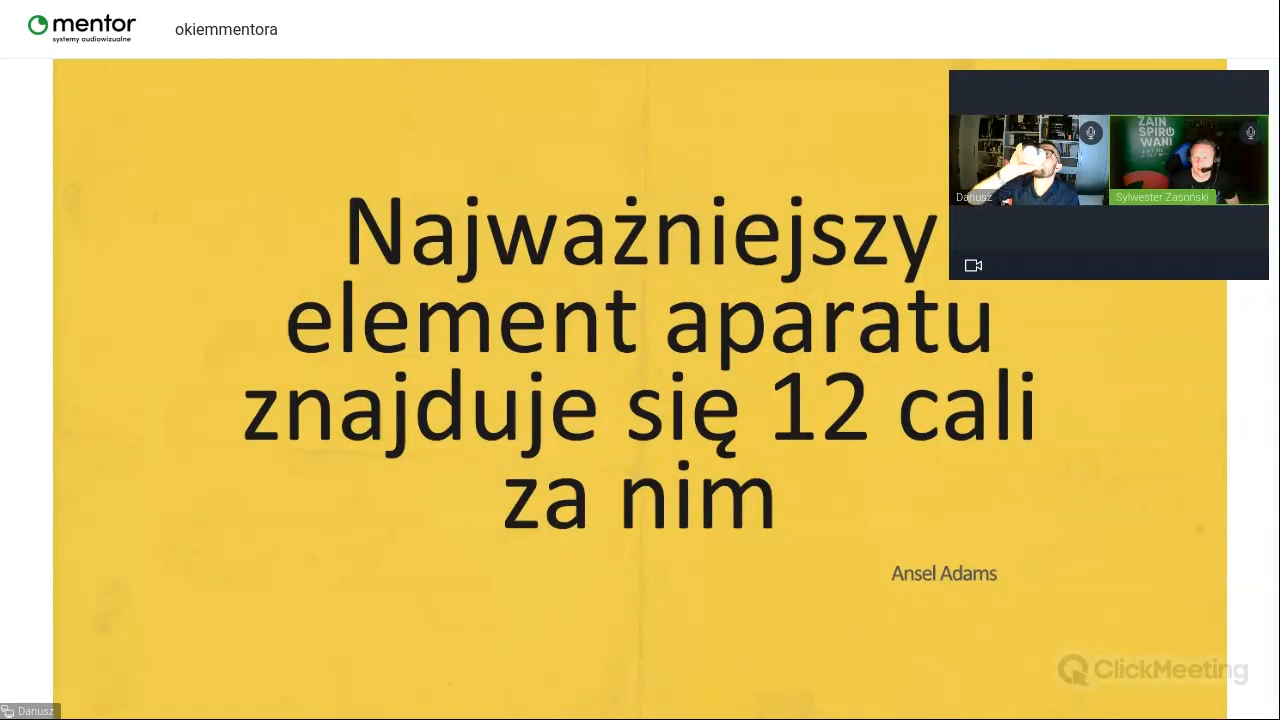 mentor
systemy audiowizualne
okiemmentora
ZAIN
SPIRO
WANI
Dariusz
Sylwester Zasoński
Najważniejszy
element aparatu
znajduje się 12 cali
za nim
Ansel Adams
ClickMeeting
Dariusz